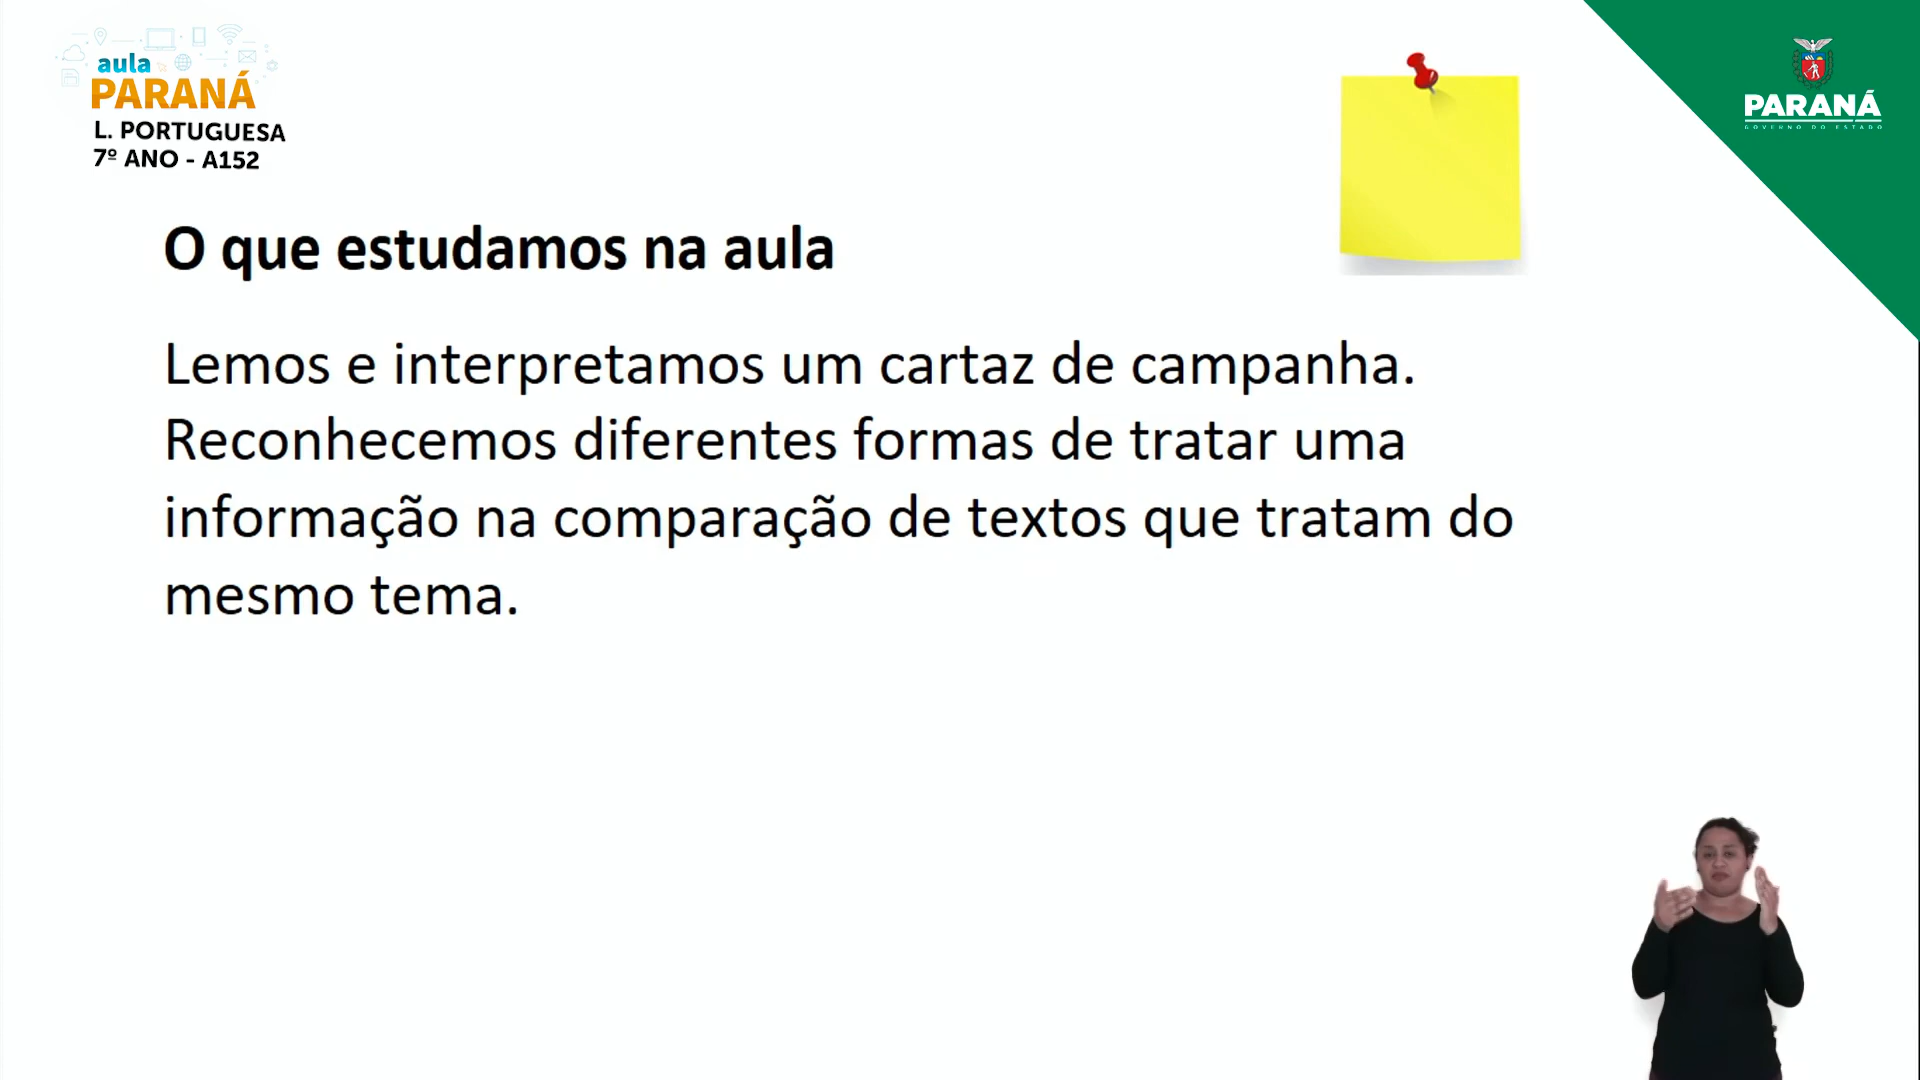 aula
PARANÁ
L. PORTUGUESA
7º ANO - A152
PARANÁ
GOVERNO DO ESTADO
O que estudamos na aula
Lemos e interpretamos um cartaz de campanha.
Reconhecemos diferentes formas de tratar uma
informação na comparação de textos que tratam do
mesmo tema.